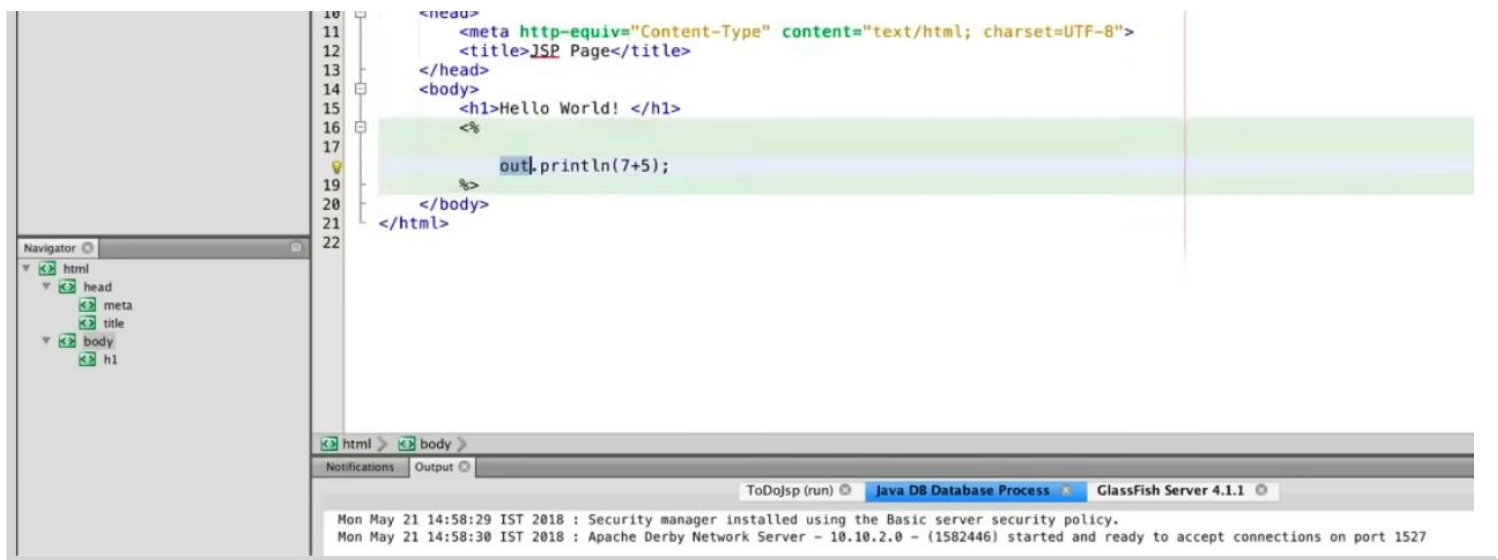 10 <head>
11 <meta http-equiv="Content-Type" content="text/html; charset=UTF-8">
12 <title>JSP Page</title>
13 </head>
14 <body>
15 <h1>Hello World! </h1>
16 <%
17
out.println(7+5);
19 %>
20 </body>
21 </html>
22
Navigator
html
head
meta
title
body
h1
html body
Notifications Output
ToDoJsp (run) Java DB Database Process GlassFish Server 4.1.1
Mon May 21 14:58:29 IST 2018 : Security manager installed using the Basic server security policy.
Mon May 21 14:58:30 IST 2018 : Apache Derby Network Server - 10.10.2.0 - (1582446) started and ready to accept connections on port 1527